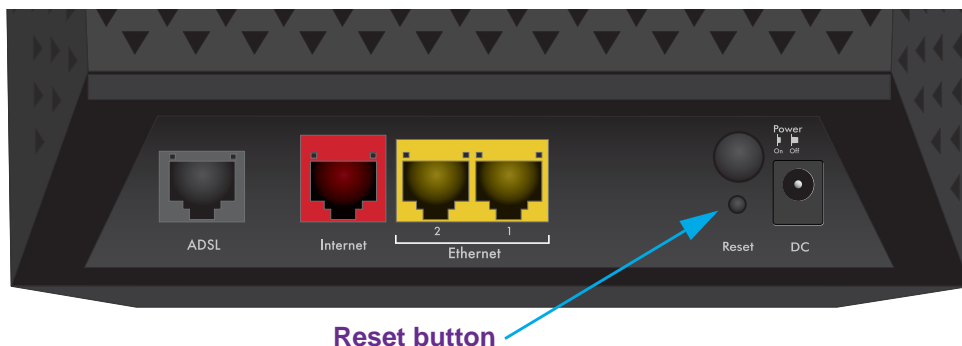 Power
On Off
ADSL
Internet
2 1
Ethernet
Reset
DC
Reset button